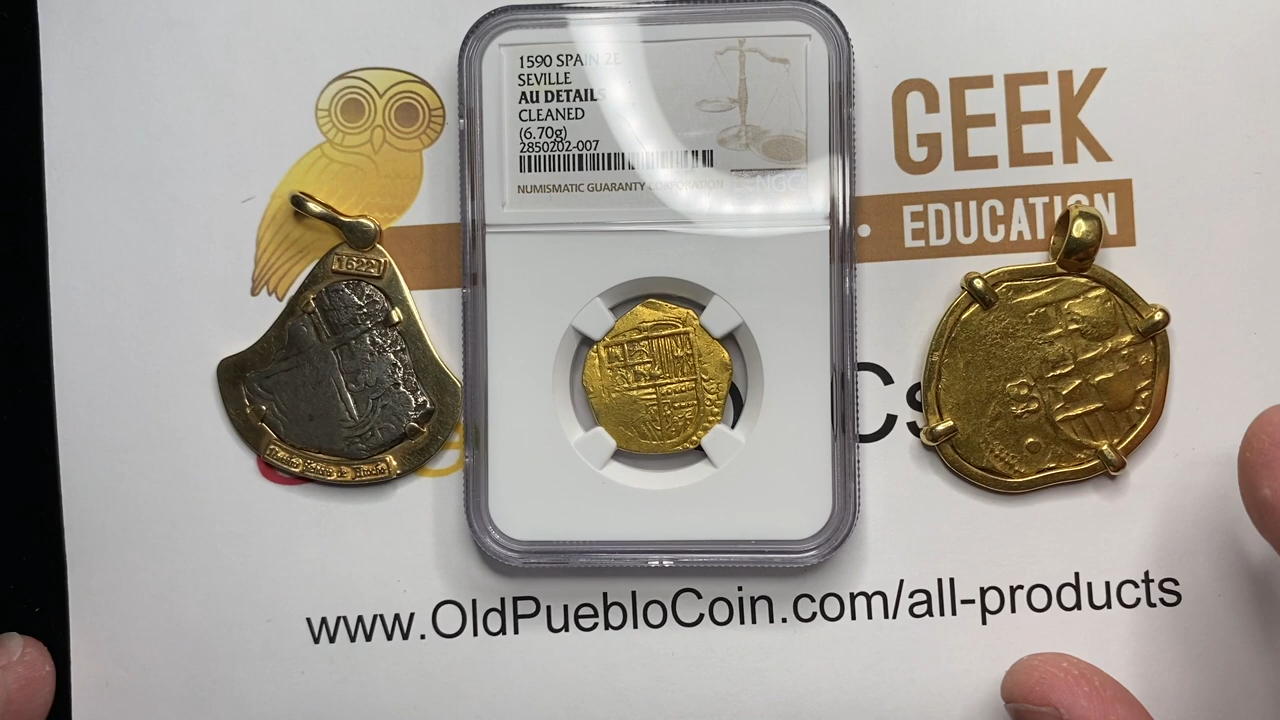 1590 SPAIN 2E
SEVILLE
AU DETAILS
CLEANED
(6.70g)
2850202-007
NUMISMATIC GUARANTY CORPORATION
NGC
GEEK
• EDUCATION
1622
Cs
www.OldPuebloCoin.com/all-products